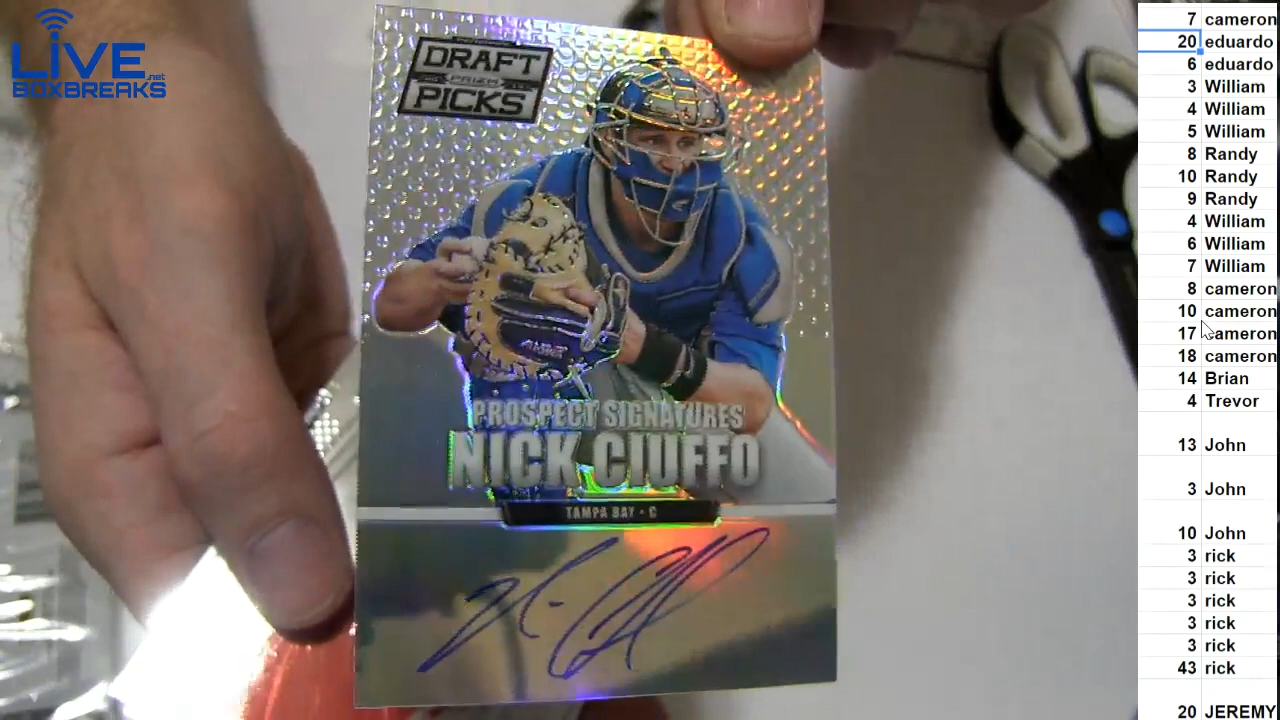 LIVE.net
BOXBREAKS
DRAFT
PRIZM
PICKS
PROSPECT SIGNATURES
NICK CIUFFO
TAMPA BAY · C
7 cameron
20 eduardo
6 eduardo
3 William
4 William
5 William
8 Randy
10 Randy
9 Randy
4 William
6 William
7 William
8 cameron
10 cameron
17 cameron
18 cameron
14 Brian
4 Trevor
13 John
3 John
10 John
3 rick
3 rick
3 rick
3 rick
3 rick
43 rick
20 JEREMY